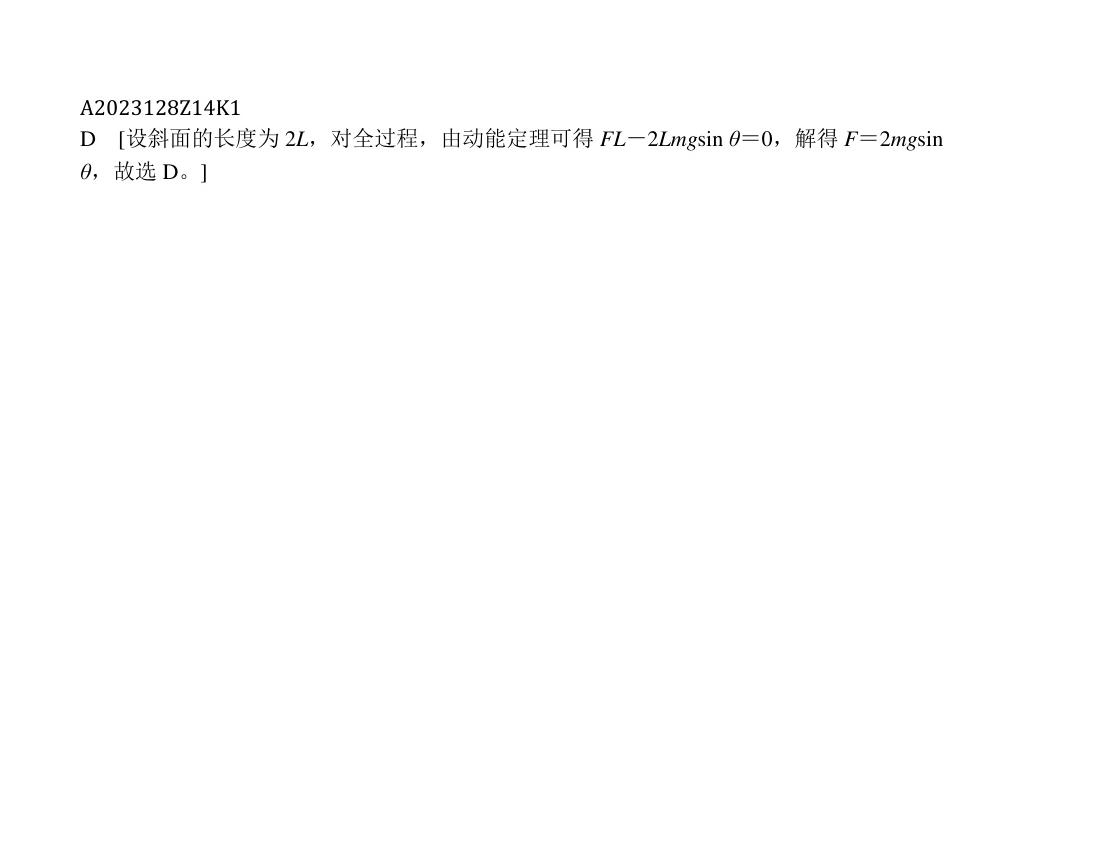 A2023128Z14K1
D　[设斜面的长度为 2L，对全过程，由动能定理可得 FL－2Lmgsin θ＝0，解得 F＝2mgsin
θ，故选 D。]